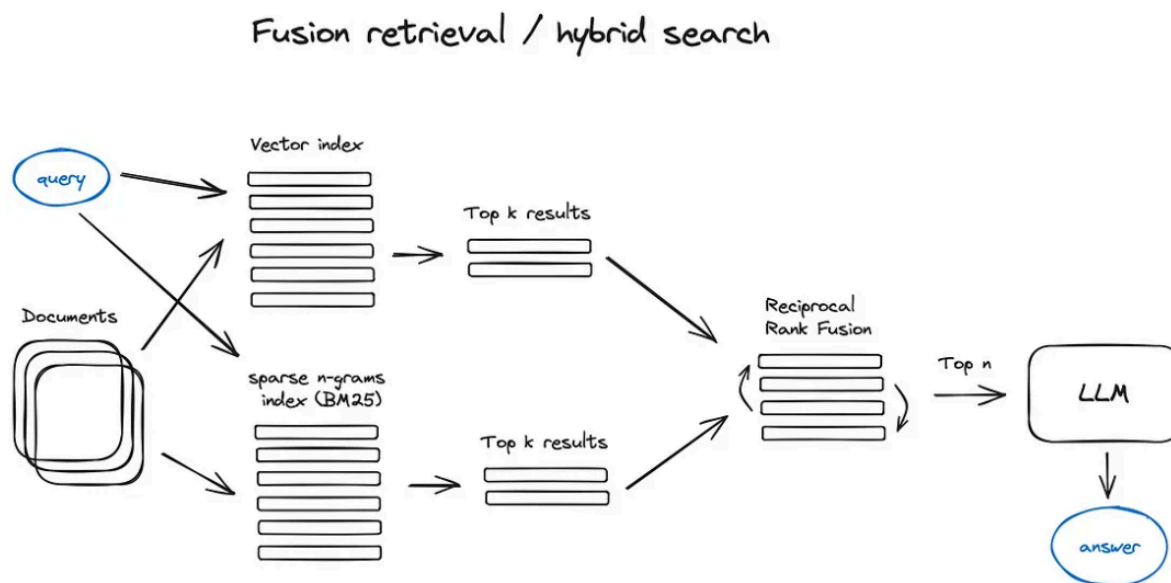 Fusion retrieval / hybrid search
Vector index
query
Top k results
Documents
Reciprocal
Rank Fusion
Top n
LLM
sparse n-grams
index (BM25)
Top k results
answer